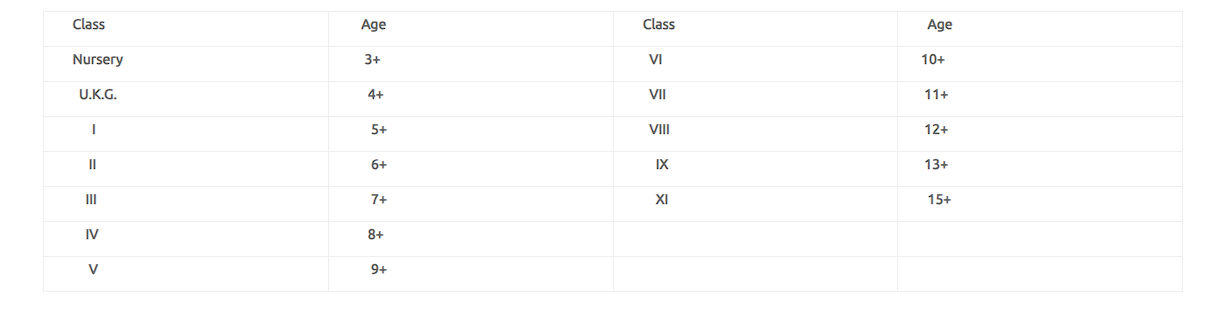 Class Age Class Age
Nursery 3+ VI 10+
U.K.G. 4+ VII 11+
I 5+ VIII 12+
II 6+ IX 13+
III 7+ XI 15+
IV 8+
V 9+